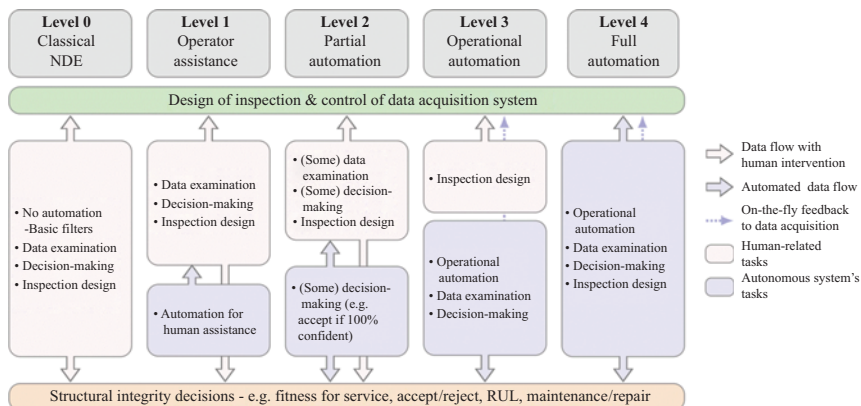 Level 0
Classical
NDE
Level 1
Operator
assistance
Level 2
Partial
automation
Level 3
Operational
automation
Level 4
Full
automation
Design of inspection & control of data acquisition system
• No automation
-Basic filters
• Data examination
• Decision-making
• Inspection design
• Data examination
• Decision-making
• Inspection design
• Automation for
human assistance
• (Some) data
examination
• (Some) decision-
making
• Inspection design
• (Some) decision-
making (e.g.
accept if 100%
confident)
• Inspection design
• Operational
automation
• Data examination
• Decision-making
• Operational
automation
• Data examination
• Decision-making
• Inspection design
Data flow with
human intervention
Automated data flow
On-the-fly feedback
to data acquisition
Human-related
tasks
Autonomous system's
tasks
Structural integrity decisions - e.g. fitness for service, accept/reject, RUL, maintenance/repair